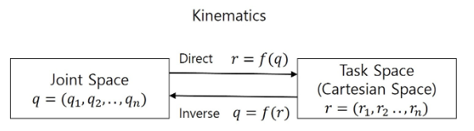 Kinematics
Direct r = f(q)
Joint Space
q = (q₁, q₂, . . , qₙ)
Task Space
(Cartesian Space)
r = (r₁, r₂ . . , rₙ)
Inverse q = f(r)